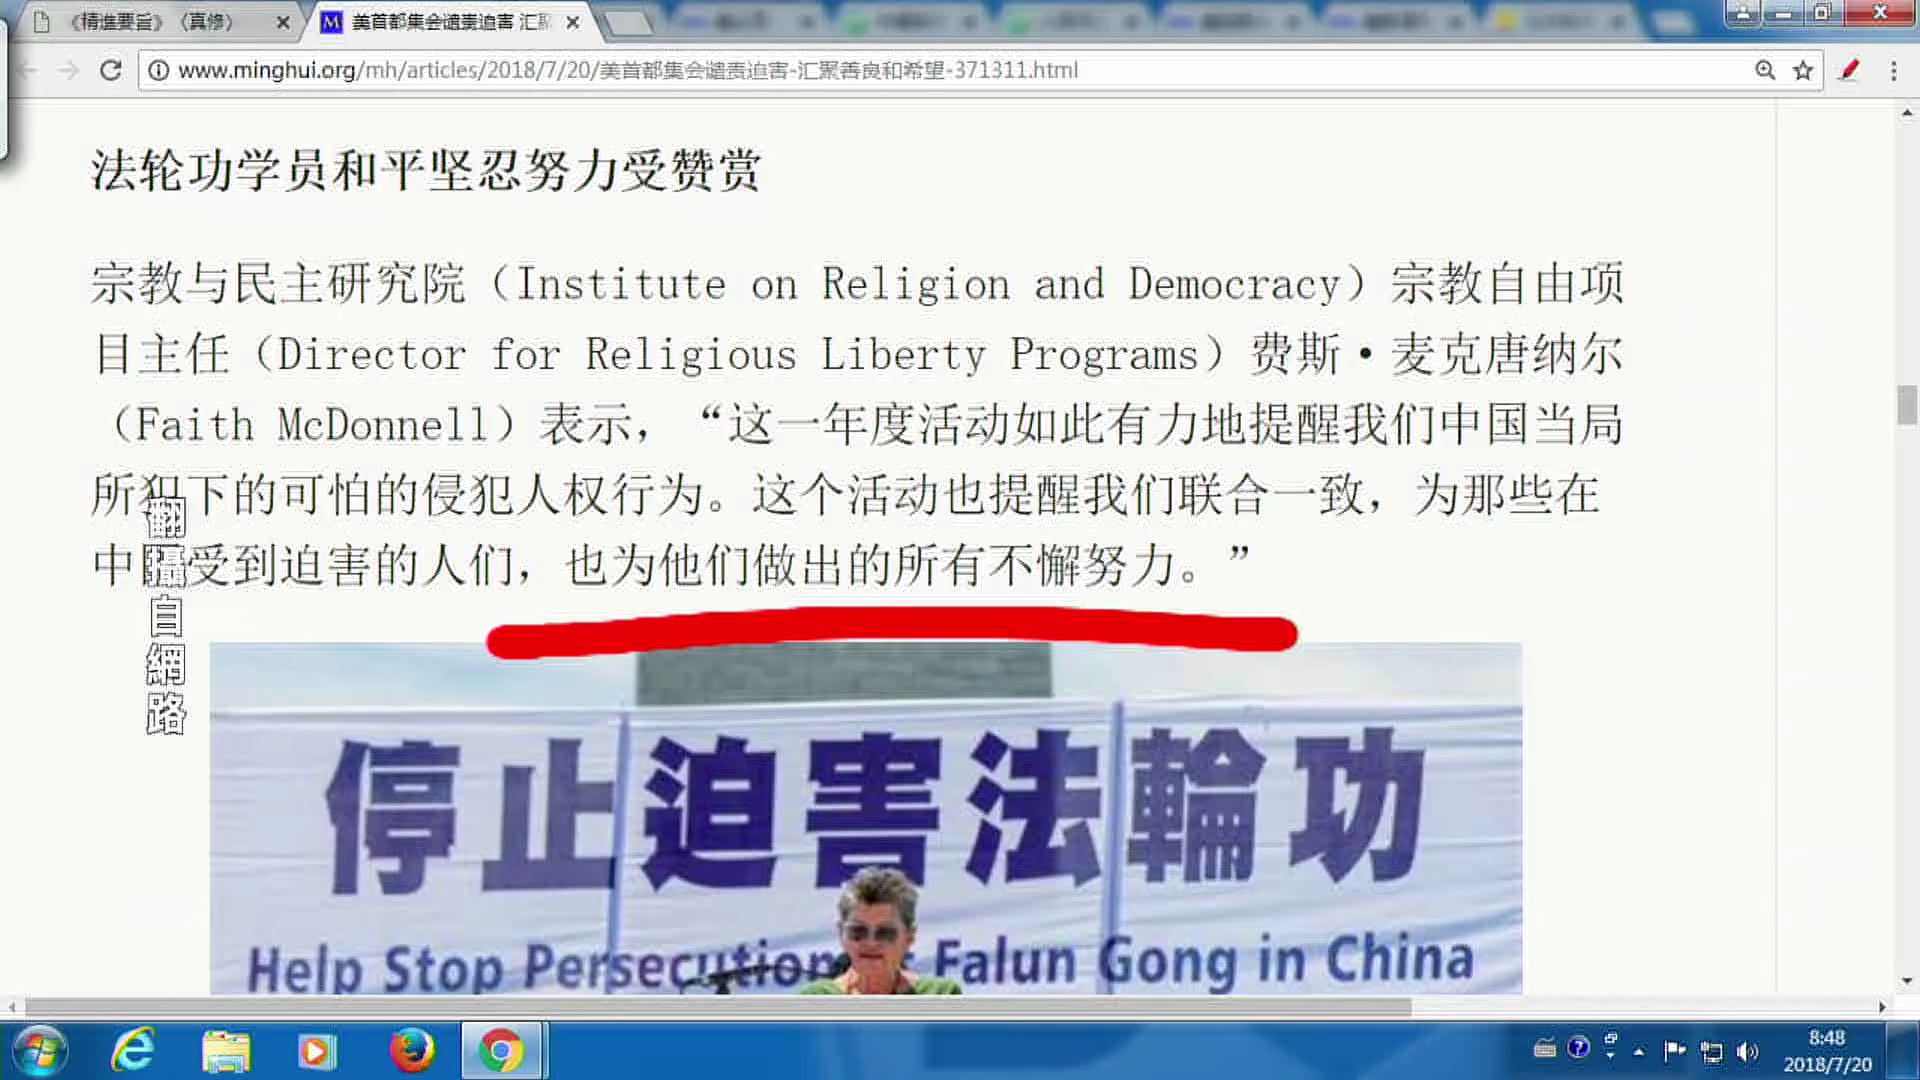 《精進要旨》 （真修）
美首都集会谴责迫害 汇聚
www.minghui.org/mh/articles/2018/7/20/美首都集会谴责迫害-汇聚善良和希望-371311.html
法轮功学员和平坚忍努力受赞赏
宗教与民主研究院（Institute on Religion and Democracy）宗教自由项
目主任（Director for Religious Liberty Programs）费斯·麦克唐纳尔
（Faith McDonnell）表示，“这一年度活动如此有力地提醒我们中国当局
所犯下的可怕的侵犯人权行为。这个活动也提醒我们联合一致，为那些在
中国受到迫害的人们，也为他们做出的所有不懈努力。”
翻攝自網路
停止迫害法輪功
Help Stop Persecution Falun Gong in China
8:48
2018/7/20